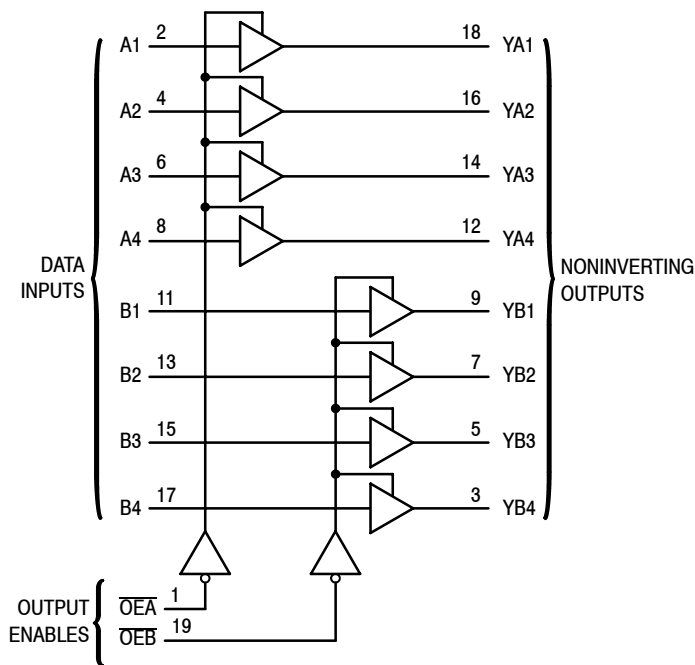 A1 2 18 YA1
A2 4 16 YA2
A3 6 14 YA3
A4 8 12 YA4
DATA
INPUTS
NONINVERTING
OUTPUTS
B1 11 9 YB1
B2 13 7 YB2
B3 15 5 YB3
B4 17 3 YB4
OUTPUT
ENABLES
O̅E̅A̅ 1
O̅E̅B̅ 19